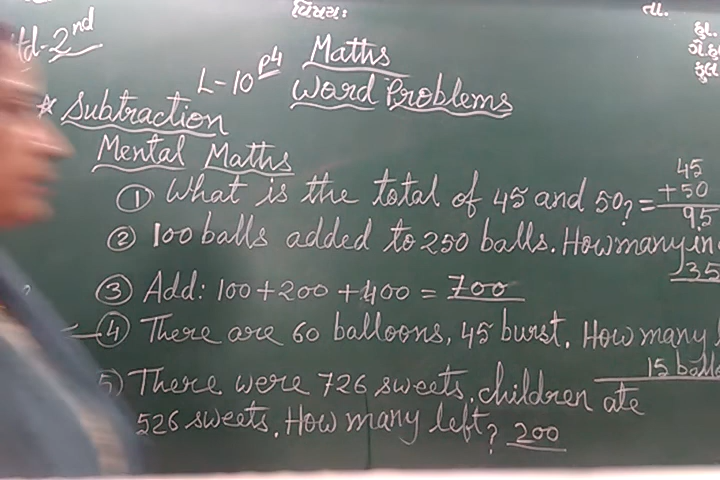 વિષય: તા.
td-2nd Maths
L-10 P4 Word Problems
* Subtraction
Mental Maths
① What is the total of 45 and 50? = 45 +50 95
② 100 balls added to 250 balls. How many in
35
③ Add: 100+200+400 = 700
④ There are 60 balloons, 45 burst. How many
15 ballo
5) There were 726 sweets. children ate
526 sweets. How many left? 200